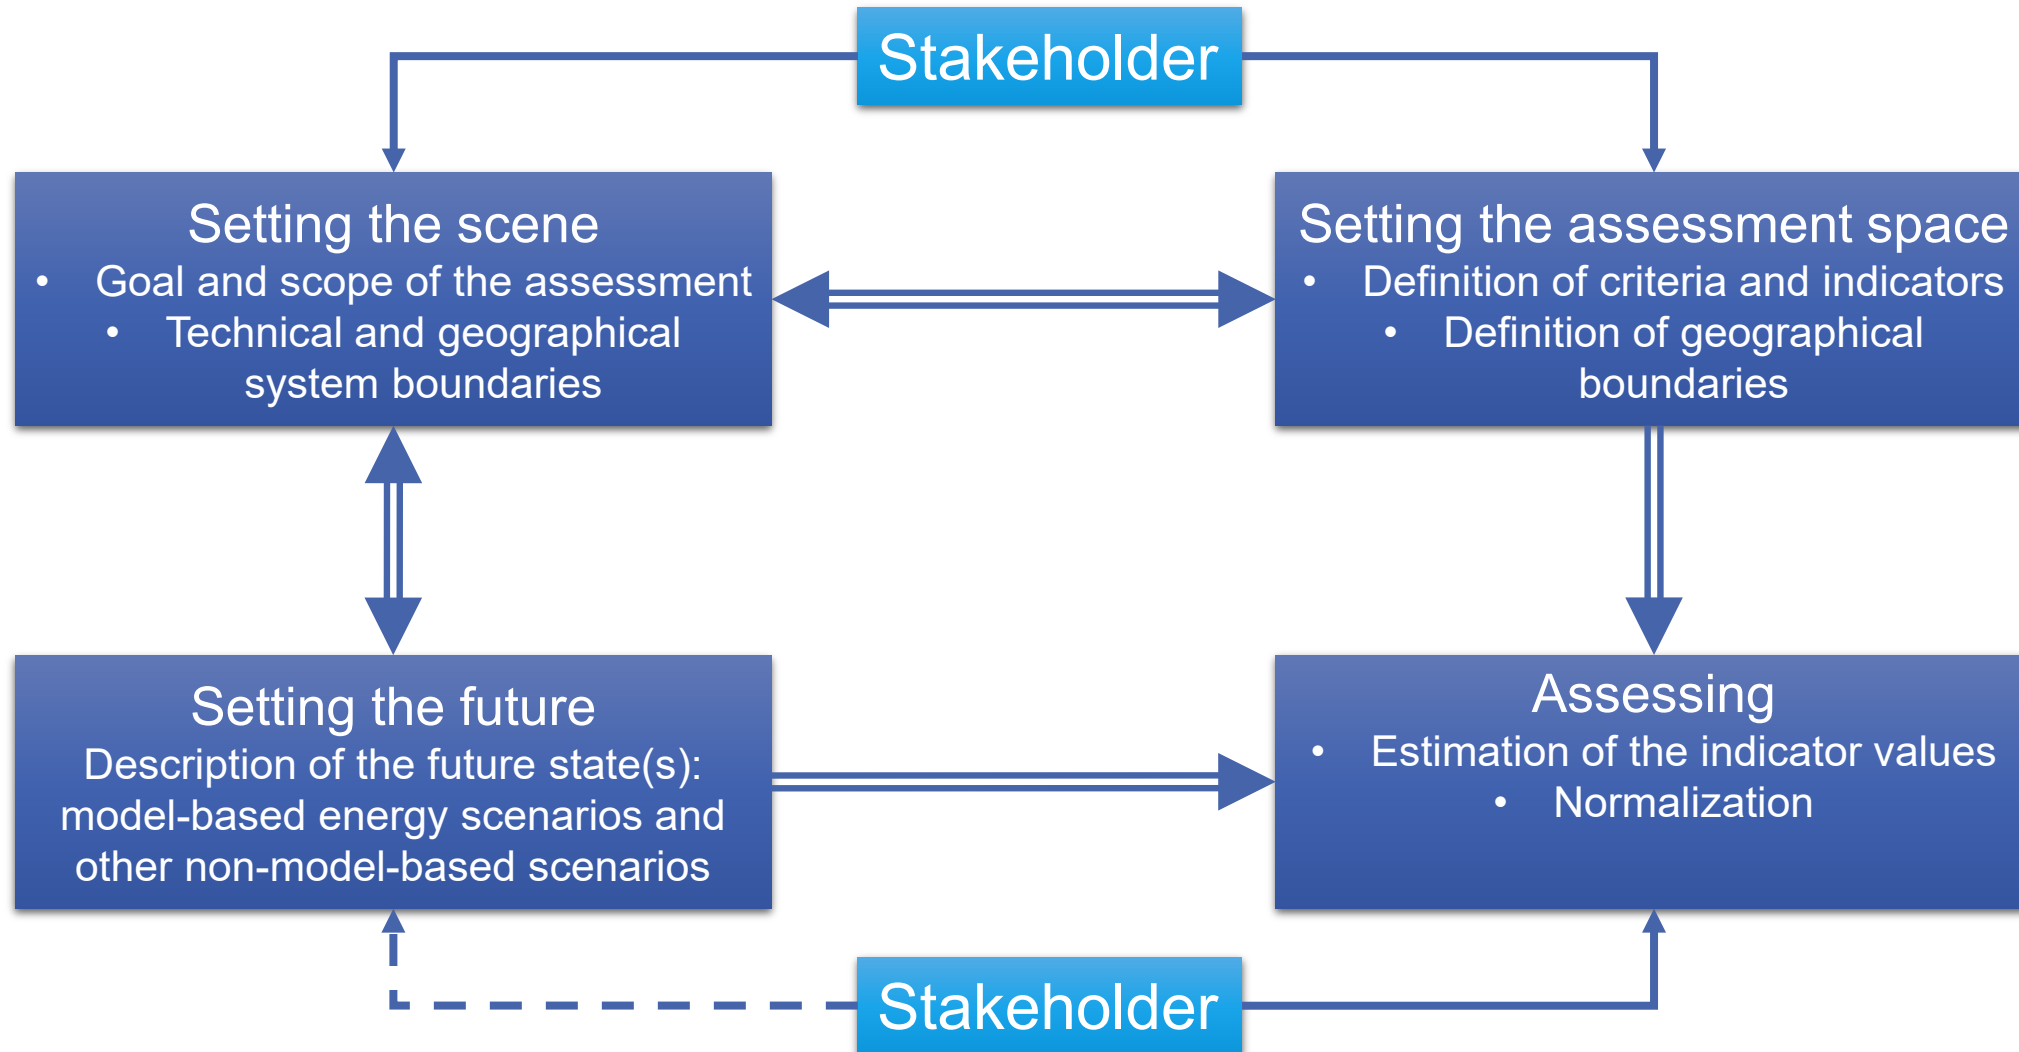 Stakeholder
Setting the scene
• Goal and scope of the assessment
• Technical and geographical
system boundaries
Setting the assessment space
• Definition of criteria and indicators
• Definition of geographical
boundaries
Setting the future
Description of the future state(s):
model-based energy scenarios and
other non-model-based scenarios
Assessing
• Estimation of the indicator values
• Normalization
Stakeholder